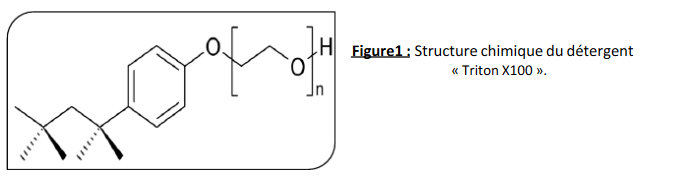 O
H
O
n
Figure1 : Structure chimique du détergent
« Triton X100 ».